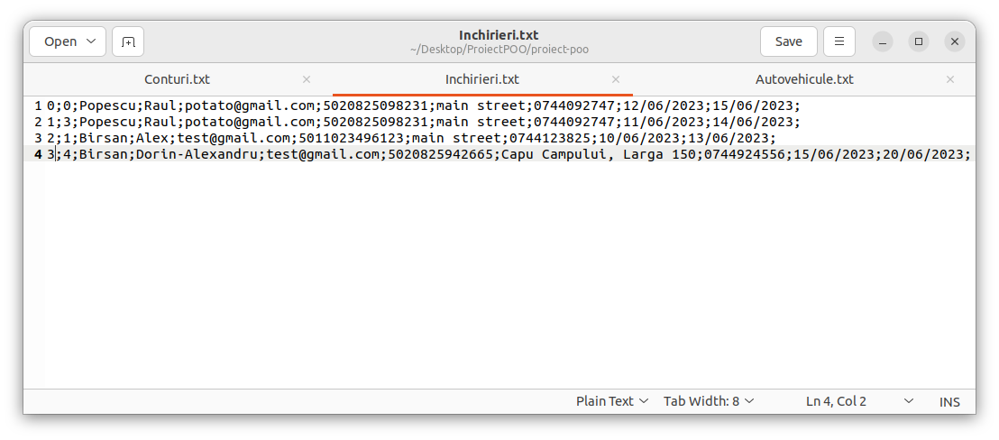 Open
Inchirieri.txt
~/Desktop/ProiectPOO/proiect-poo
Save
Conturi.txt
Inchirieri.txt
Autovehicule.txt
1 0;0;Popescu;Raul;potato@gmail.com;5020825098231;main street;0744092747;12/06/2023;15/06/2023;
2 1;3;Popescu;Raul;potato@gmail.com;5020825098231;main street;0744092747;11/06/2023;14/06/2023;
3 2;1;Birsan;Alex;test@gmail.com;5011023496123;main street;0744123825;10/06/2023;13/06/2023;
4 3;4;Birsan;Dorin-Alexandru;test@gmail.com;5020825942665;Capu Campului, Larga 150;0744924556;15/06/2023;20/06/2023;
Plain Text Tab Width: 8 Ln 4, Col 2 INS